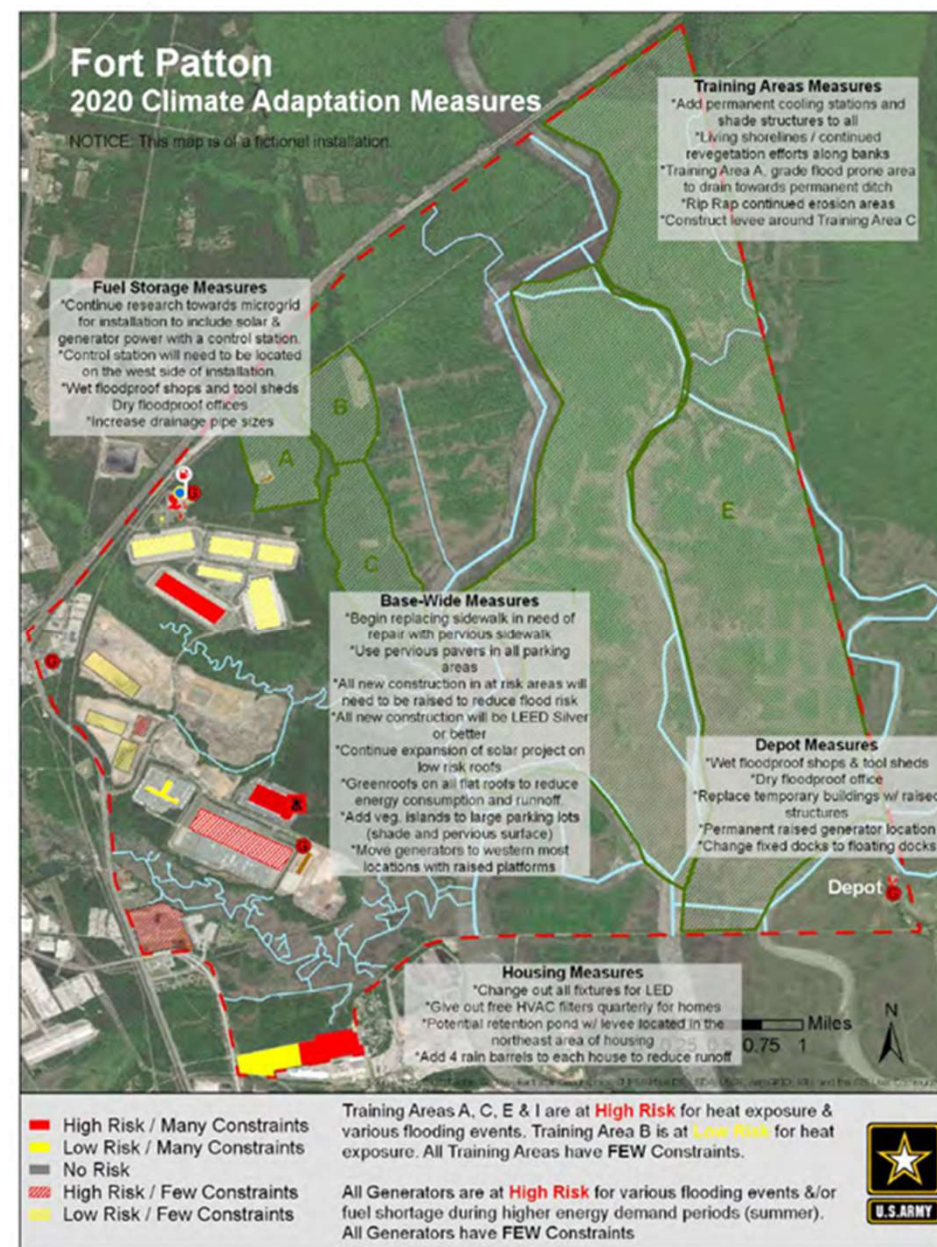 Fort Patton
2020 Climate Adaptation Measures
NOTICE: This map is of a fictional installation.
Training Areas Measures
*Add permanent cooling stations and
shade structures to all
*Living shorelines / continued
revegetation efforts along banks
*Training Area A, grade flood prone area
to drain towards permanent ditch
*Rip Rap continued erosion areas
*Construct levee around Training Area C
Fuel Storage Measures
*Continue research towards microgrid
for installation to include solar &
generator power with a control station.
*Control station will need to be located
on the west side of installation.
*Wet floodproof shops and tool sheds
Dry floodproof offices
*Increase drainage pipe sizes
B
A
G
E
C
Base-Wide Measures
*Begin replacing sidewalk in need of
repair with pervious sidewalk
*Use pervious pavers in all parking
areas
*All new construction in at risk areas will
need to be raised to reduce flood risk
*All new construction will be LEED Silver
or better
*Continue expansion of solar project on
low risk roofs
*Greenroofs on all flat roofs to reduce
energy consumption and runoff.
*Add veg. islands to large parking lots
(shade and pervious surface)
*Move generators to western most
locations with raised platforms
G
G
Depot Measures
*Wet floodproof shops & tool sheds
*Dry floodproof office
*Replace temporary buildings w/ raised
structures
*Permanent raised generator location
*Change fixed docks to floating docks
Depot
G
Housing Measures
*Change out all fixtures for LED
*Give out free HVAC filters quarterly for homes
*Potential retention pond w/ levee located in the
northeast area of housing
*Add 4 rain barrels to each house to reduce runoff
Miles
0.25 0.5 0.75 1
N
High Risk / Many Constraints
Low Risk / Many Constraints
No Risk
High Risk / Few Constraints
Low Risk / Few Constraints
Training Areas A, C, E & I are at High Risk for heat exposure &
various flooding events. Training Area B is at Low Risk for heat
exposure. All Training Areas have FEW Constraints.
All Generators are at High Risk for various flooding events &/or
fuel shortage during higher energy demand periods (summer).
All Generators have FEW Constraints
U.S.ARMY